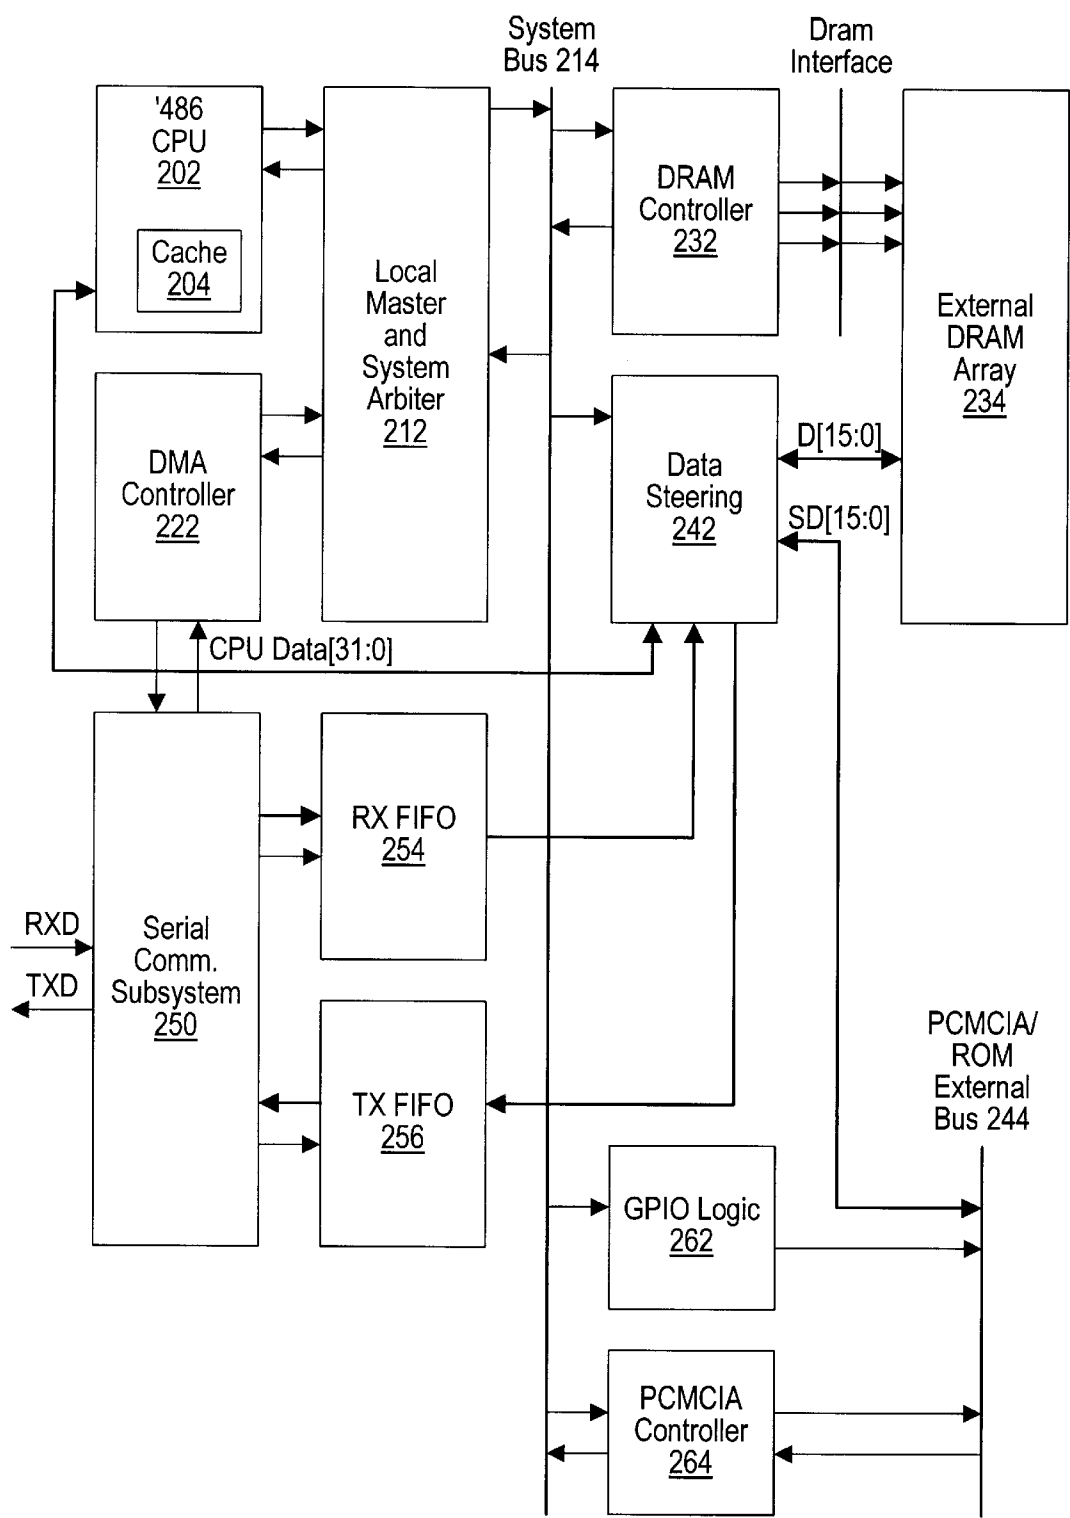 System
Bus 214
Dram
Interface
'486
CPU
202
Cache
204
Local
Master
and
System
Arbiter
212
DRAM
Controller
232
External
DRAM
Array
234
DMA
Controller
222
Data
Steering
242
D[15:0]
SD[15:0]
CPU Data[31:0]
RX FIFO
254
RXD
TXD
Serial
Comm.
Subsystem
250
TX FIFO
256
PCMCIA/
ROM
External
Bus 244
GPIO Logic
262
PCMCIA
Controller
264